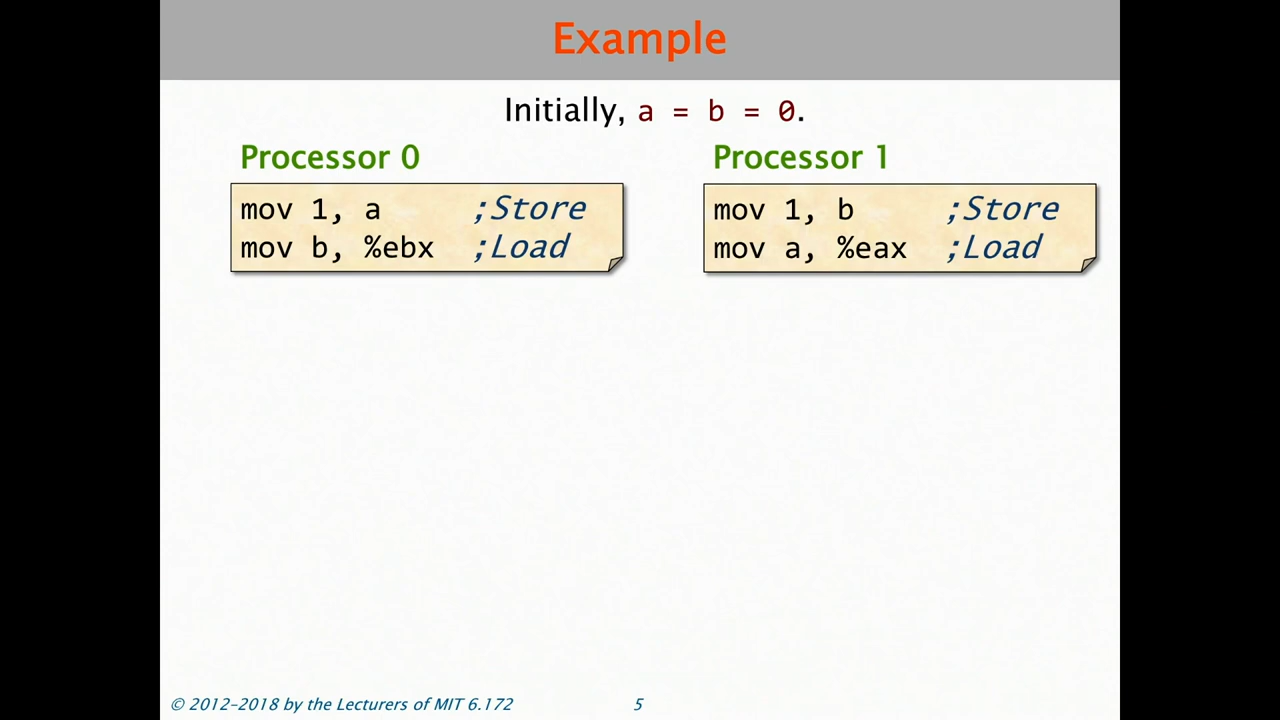 Example
Initially, a = b = 0.
Processor 0
mov 1, a ;Store
mov b, %ebx ;Load
Processor 1
mov 1, b ;Store
mov a, %eax ;Load
© 2012–2018 by the Lecturers of MIT 6.172
5